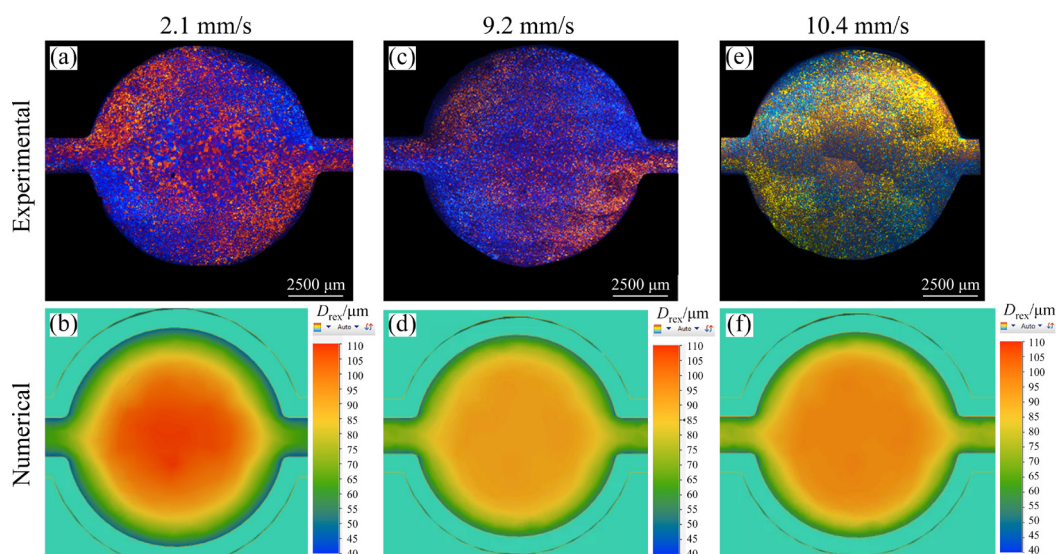 2.1 mm/s 9.2 mm/s 10.4 mm/s
Experimental
(a) (c) (e)
2500 μm 2500 μm 2500 μm
Numerical
(b) (d) (f)
D_rex/μm D_rex/μm D_rex/μm
Auto Auto Auto
110 110 110
105 105 105
100 100 100
95 95 95
90 90 90
85 85 85
80 80 80
75 75 75
70 70 70
65 65 65
60 60 60
55 55 55
50 50 50
45 45 45
40 40 40